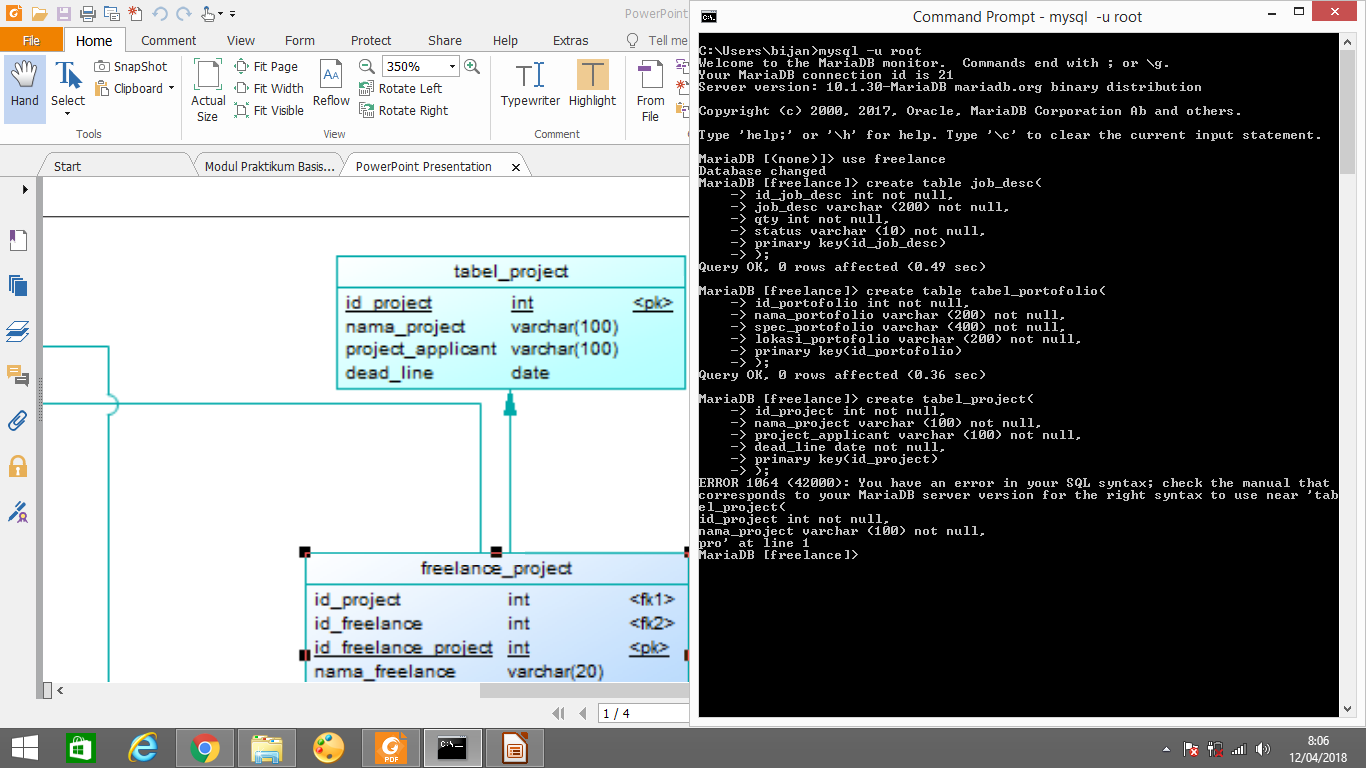 PowerPoint
File
Home
Comment
View
Form
Protect
Share
Help
Extras
Tell me
Hand
Select
SnapShot
Clipboard
Tools
Actual Size
Fit Page
Fit Width
Fit Visible
Reflow
350%
Rotate Left
Rotate Right
View
Typewriter
Highlight
Comment
From File
Start
Modul Praktikum Basis...
PowerPoint Presentation
tabel_project
id_project int <pk>
nama_project varchar(100)
project_applicant varchar(100)
dead_line date
freelance_project
id_project int <fk1>
id_freelance int <fk2>
id_freelance_project int <pk>
nama_freelance varchar(20)
1 / 4
Command Prompt - mysql  -u root
C:\Users\bijan>mysql -u root
Welcome to the MariaDB monitor.  Commands end with ; or \g.
Your MariaDB connection id is 21
Server version: 10.1.30-MariaDB mariadb.org binary distribution
Copyright (c) 2000, 2017, Oracle, MariaDB Corporation Ab and others.
Type 'help;' or '\h' for help. Type '\c' to clear the current input statement.
MariaDB [(none)]> use freelance
Database changed
MariaDB [freelance]> create table job_desc(
-> id_job_desc int not null,
-> job_desc varchar (200) not null,
-> qty int not null,
-> status varchar (10) not null,
-> primary key(id_job_desc)
-> );
Query OK, 0 rows affected (0.49 sec)
MariaDB [freelance]> create table tabel_portofolio(
-> id_portofolio int not null,
-> nama_portofolio varchar (200) not null,
-> spec_portofolio varchar (400) not null,
-> lokasi_portofolio varchar (200) not null,
-> primary key(id_portofolio)
-> );
Query OK, 0 rows affected (0.36 sec)
MariaDB [freelance]> create tabel_project(
-> id_project int not null,
-> nama_project varchar (100) not null,
-> project_applicant varchar (100) not null,
-> dead_line date not null,
-> primary key(id_project)
-> );
ERROR 1064 (42000): You have an error in your SQL syntax; check the manual that
corresponds to your MariaDB server version for the right syntax to use near 'tab
el_project(
id_project int not null,
nama_project varchar (100) not null,
pro' at line 1
MariaDB [freelance]>
PDF
8:06
12/04/2018